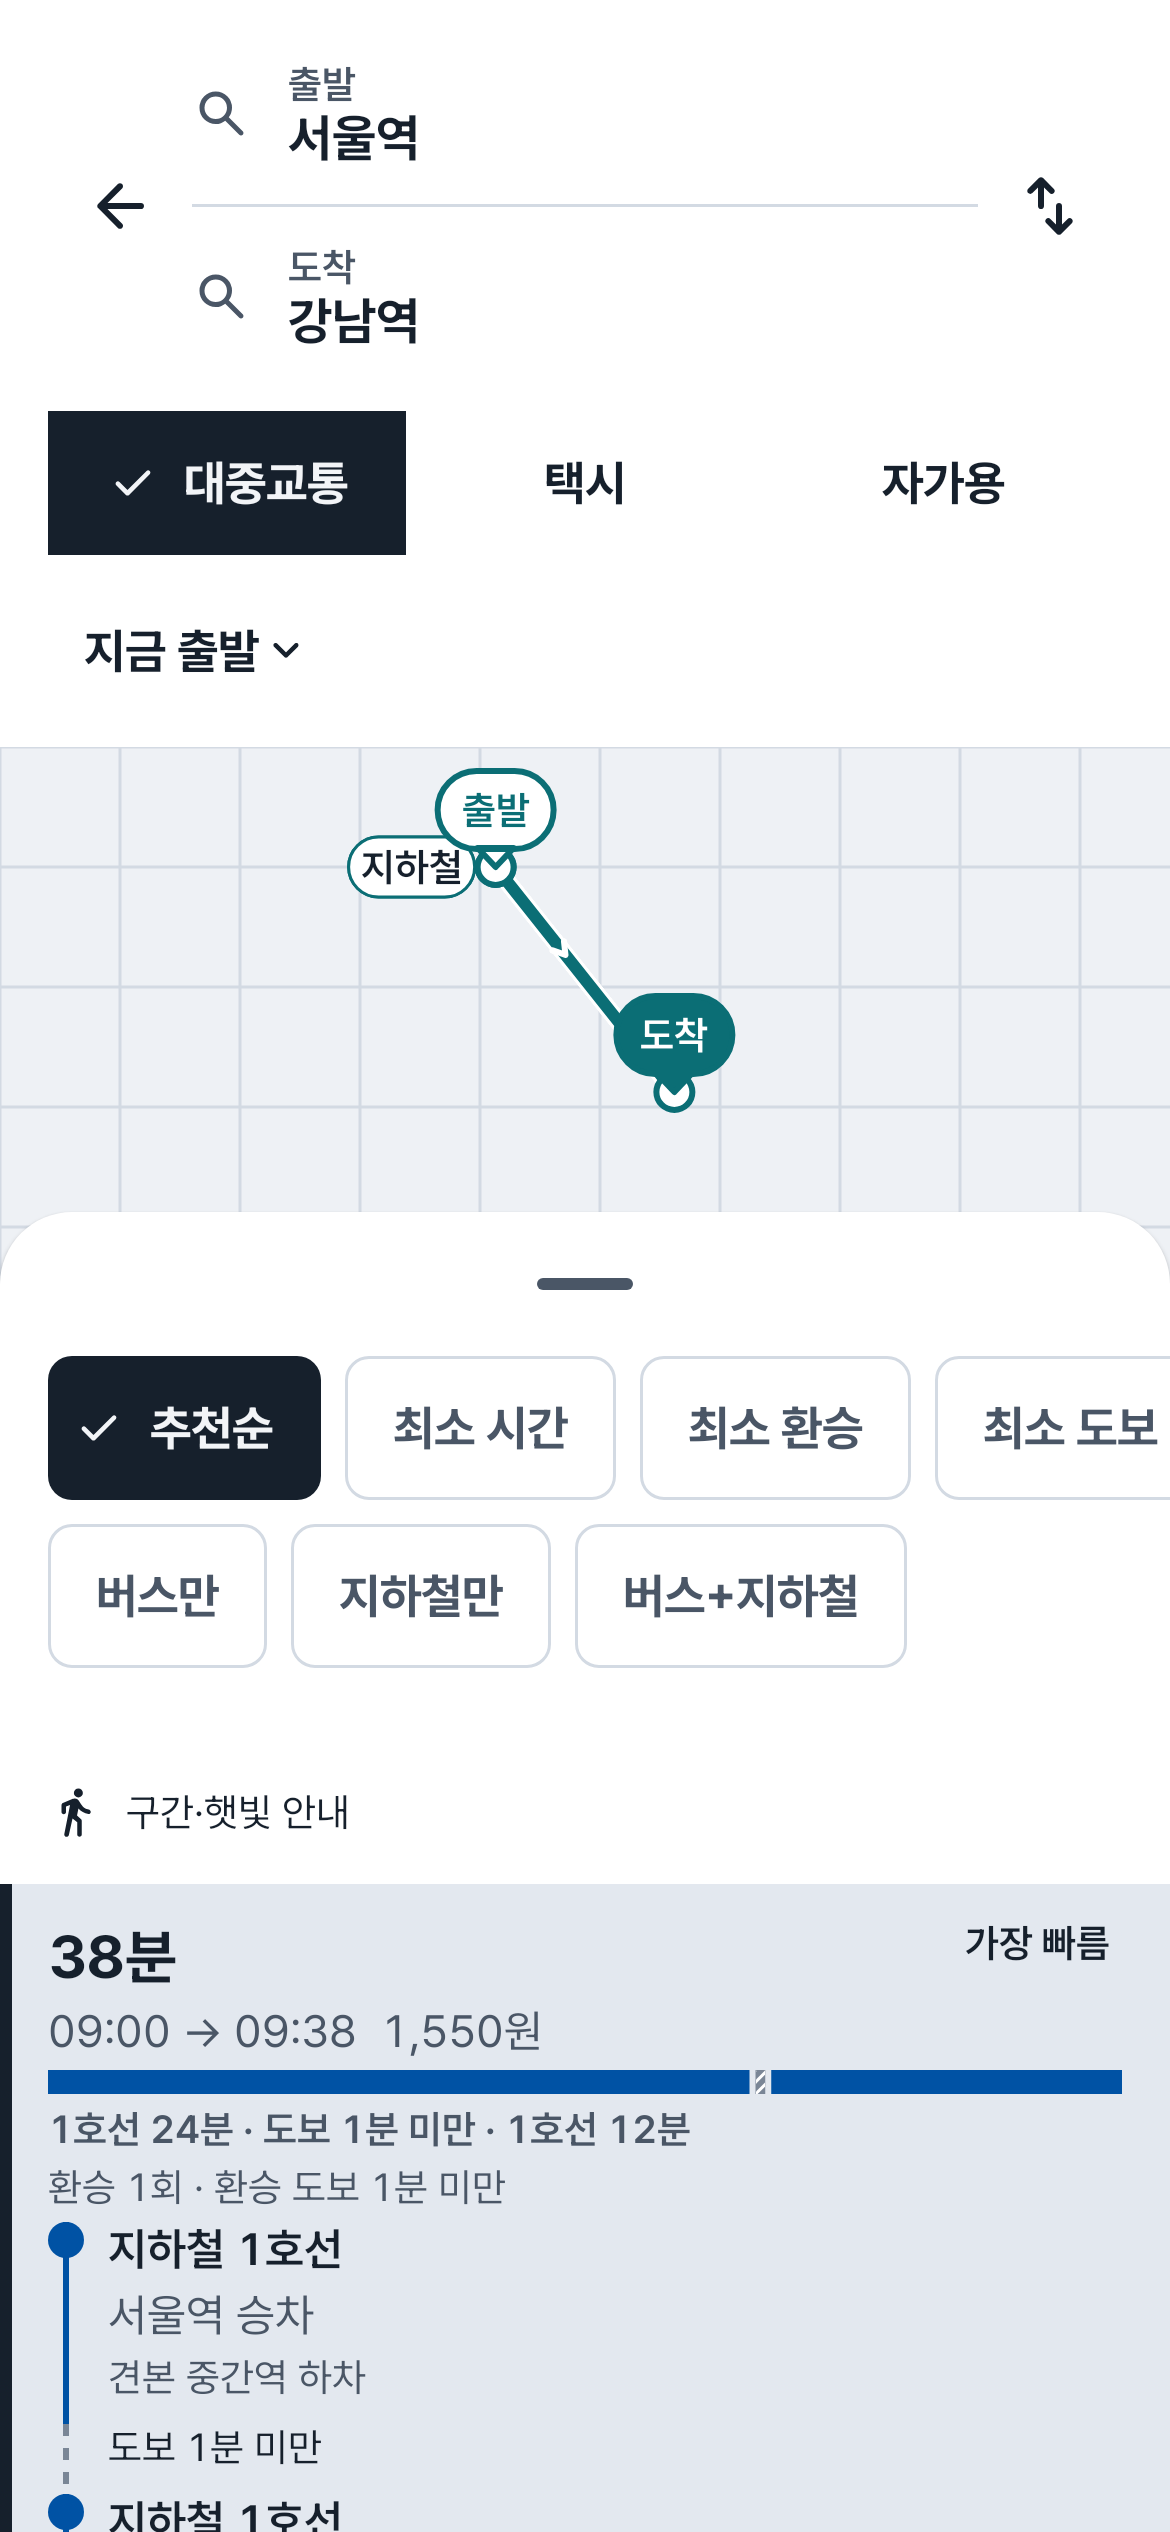 출발
서울역
도착
강남역
대중교통 택시 자가용
지금 출발
출발
지하철
도착
추천순 최소 시간 최소 환승 최소 도보
버스만 지하철만 버스+지하철
구간·햇빛 안내
38분 가장 빠름
09:00 → 09:38 1,550원
1호선 24분 · 도보 1분 미만 · 1호선 12분
환승 1회 · 환승 도보 1분 미만
지하철 1호선
서울역 승차
견본 중간역 하차
도보 1분 미만
지하철 1호선